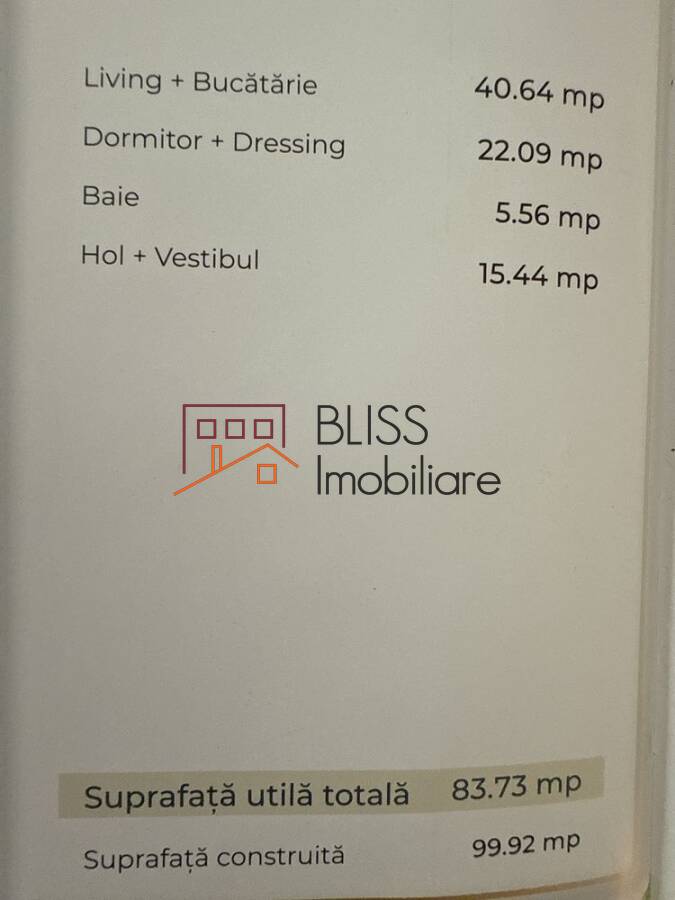 Living + Bucătărie 40.64 mp
Dormitor + Dressing 22.09 mp
Baie 5.56 mp
Hol + Vestibul 15.44 mp
BLISS
Imobiliare
Suprafață utilă totală 83.73 mp
Suprafață construită 99.92 mp